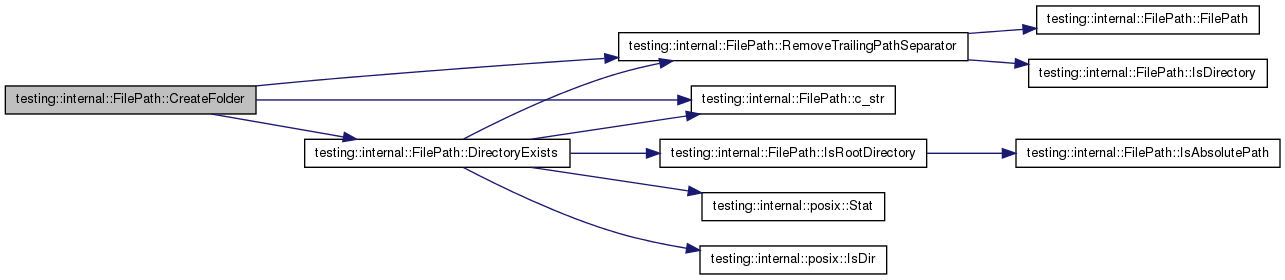 testing::internal::FilePath::CreateFolder
testing::internal::FilePath::DirectoryExists
testing::internal::FilePath::RemoveTrailingPathSeparator
testing::internal::FilePath::c_str
testing::internal::FilePath::IsRootDirectory
testing::internal::posix::Stat
testing::internal::posix::IsDir
testing::internal::FilePath::FilePath
testing::internal::FilePath::IsDirectory
testing::internal::FilePath::IsAbsolutePath